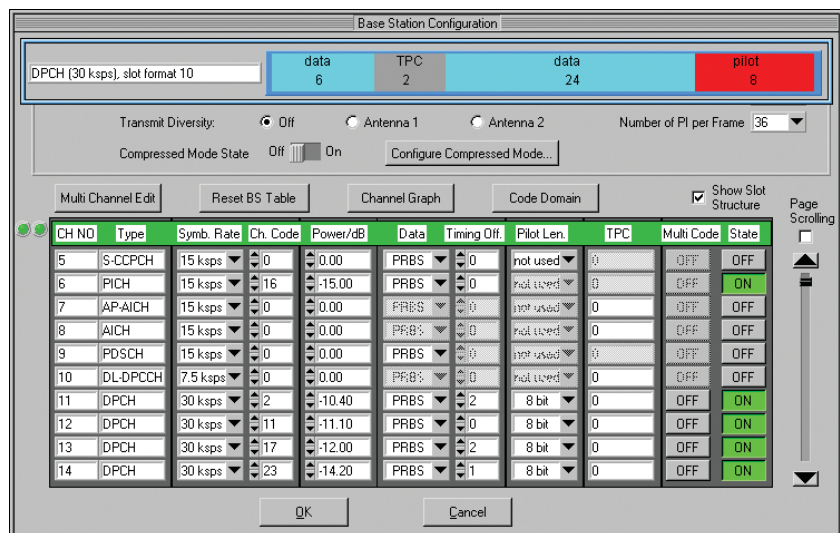 Base Station Configuration
DPCH (30 ksps), slot format 10
data TPC data pilot
6 2 24 8
Transmit Diversity: Off Antenna 1 Antenna 2 Number of PI per Frame 36
Compressed Mode State Off On Configure Compressed Mode...
Multi Channel Edit Reset BS Table Channel Graph Code Domain Show Slot Structure Page Scrolling
CH NO Type Symb. Rate Ch. Code Power/dB Data Timing Off. Pilot Len. TPC Multi Code State
5 S-CCPCH 15 ksps 0 0.00 PRBS 0 not used 0 OFF OFF
6 PICH 15 ksps 16 -15.00 PRBS 0 not used 0 OFF ON
7 AP-AICH 15 ksps 0 0.00 PRBS 0 not used 0 OFF OFF
8 AICH 15 ksps 0 0.00 PRBS 0 not used 0 OFF OFF
9 PDSCH 15 ksps 0 0.00 PRBS 0 not used 0 OFF OFF
10 DL-DPCCH 7.5 ksps 0 0.00 PRBS 0 not used 0 OFF OFF
11 DPCH 30 ksps 2 -10.40 PRBS 2 8 bit 0 OFF ON
12 DPCH 30 ksps 11 -11.10 PRBS 0 8 bit 0 OFF ON
13 DPCH 30 ksps 17 -12.00 PRBS 2 8 bit 0 OFF ON
14 DPCH 30 ksps 23 -14.20 PRBS 1 8 bit 0 OFF ON
OK Cancel